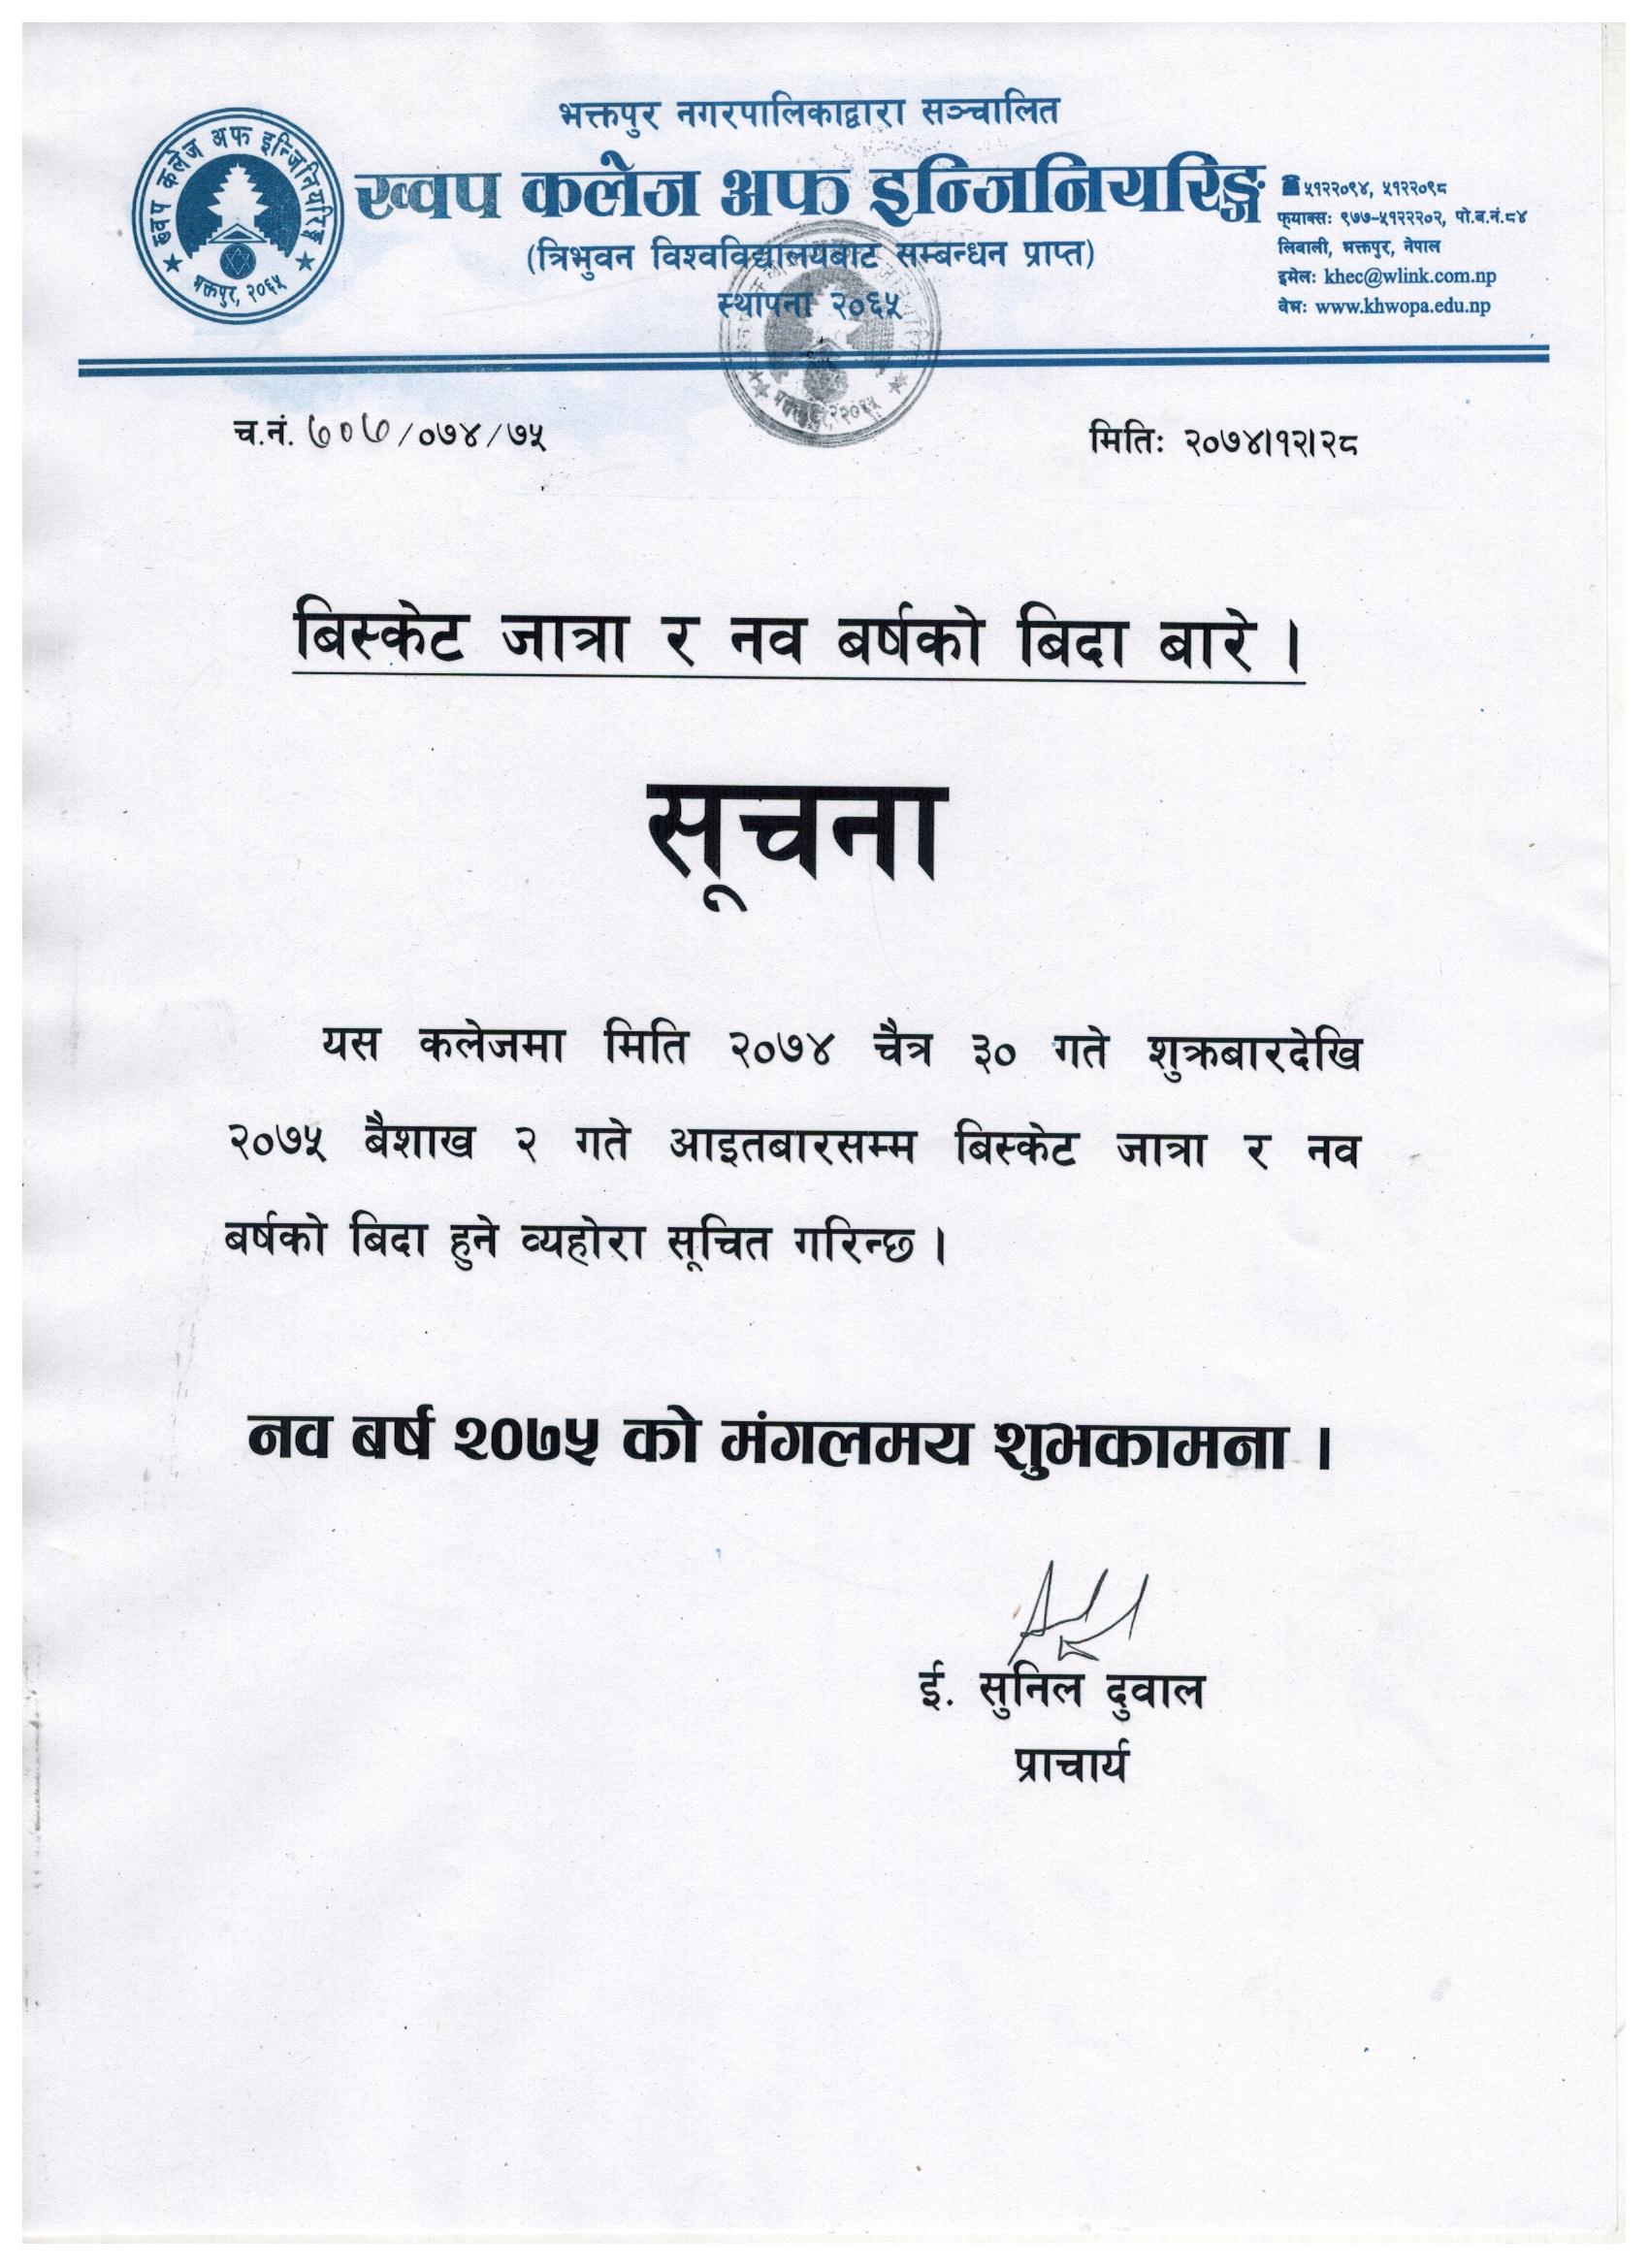 भक्तपुर नगरपालिकाद्वारा सञ्चालित
ख्वप कलेज अफ इन्जिनियरिङ्ग
(त्रिभुवन विश्वविद्यालयबाट सम्बन्धन प्राप्त)
स्थापना २०६५
ख्वप कलेज अफ इन्जिनियरिङ्ग
भक्तपुर, २०६५
☎ ५१२२०९४, ५१२२०९८
फ्याक्स: ९७७-५१२२२०२, पो.ब.नं.८४
लिवाली, भक्तपुर, नेपाल
इमेल: khec@wlink.com.np
वेभ: www.khwopa.edu.np
च.नं. ७०७/०७४/७५
मिति: २०७४।१२।२८
बिस्केट जात्रा र नव बर्षको बिदा बारे ।
सूचना
यस कलेजमा मिति २०७४ चैत्र ३० गते शुक्रबारदेखि
२०७५ बैशाख २ गते आइतबारसम्म बिस्केट जात्रा र नव
बर्षको बिदा हुने व्यहोरा सूचित गरिन्छ ।
नव बर्ष २०७५ को मंगलमय शुभकामना ।
ई. सुनिल दुवाल
प्राचार्य